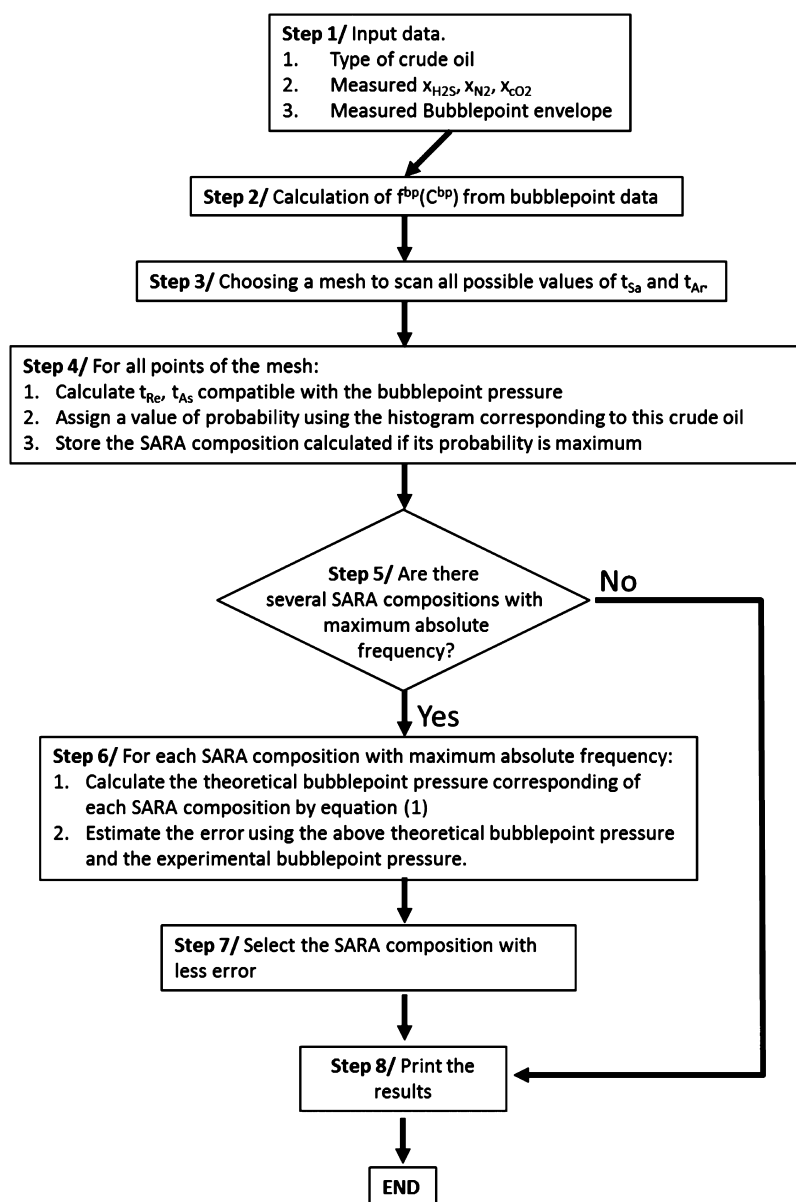 Step 1/ Input data.
1. Type of crude oil
2. Measured xH2S, xN2, xcO2
3. Measured Bubblepoint envelope
Step 2/ Calculation of fbp(Cbp) from bubblepoint data
Step 3/ Choosing a mesh to scan all possible values of tSa and tAr.
Step 4/ For all points of the mesh:
1. Calculate tRe, tAs compatible with the bubblepoint pressure
2. Assign a value of probability using the histogram corresponding to this crude oil
3. Store the SARA composition calculated if its probability is maximum
Step 5/ Are there
several SARA compositions with
maximum absolute
frequency?
No
Yes
Step 6/ For each SARA composition with maximum absolute frequency:
1. Calculate the theoretical bubblepoint pressure corresponding of
each SARA composition by equation (1)
2. Estimate the error using the above theoretical bubblepoint pressure
and the experimental bubblepoint pressure.
Step 7/ Select the SARA composition with
less error
Step 8/ Print the
results
END